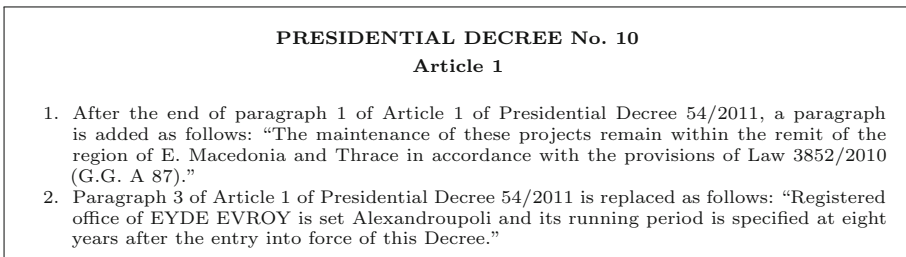 PRESIDENTIAL DECREE No. 10
Article 1
1. After the end of paragraph 1 of Article 1 of Presidential Decree 54/2011, a paragraph
is added as follows: “The maintenance of these projects remain within the remit of the
region of E. Macedonia and Thrace in accordance with the provisions of Law 3852/2010
(G.G. A 87).”
2. Paragraph 3 of Article 1 of Presidential Decree 54/2011 is replaced as follows: “Registered
office of EYDE EVROY is set Alexandroupoli and its running period is specified at eight
years after the entry into force of this Decree.”